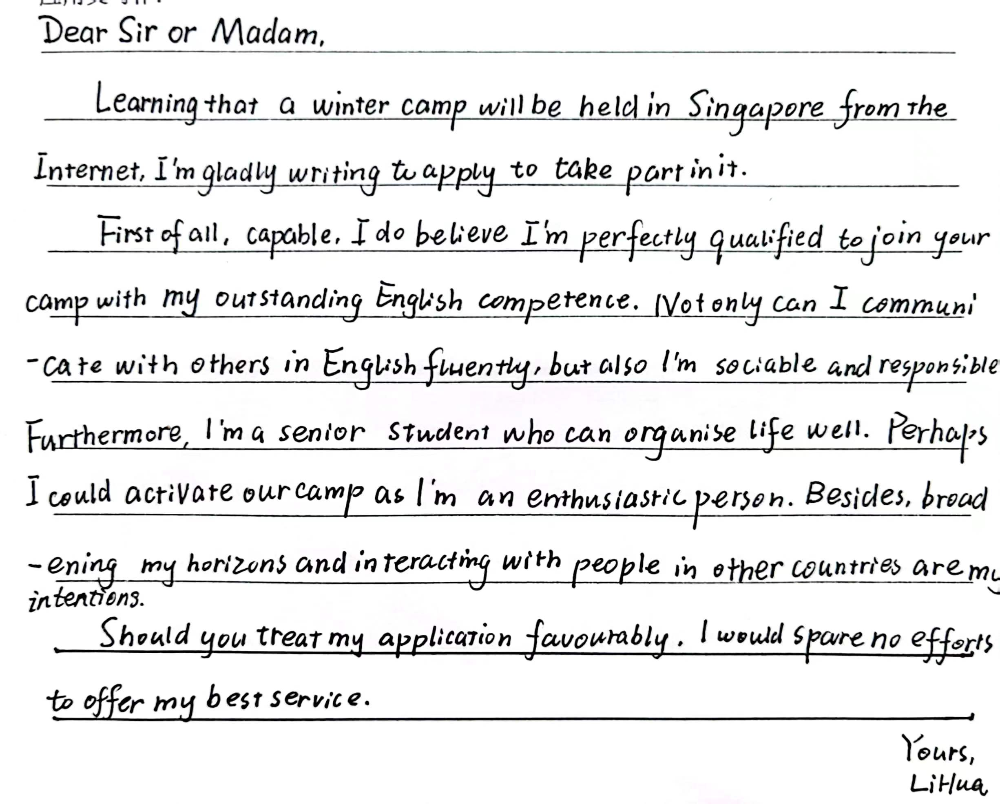 Dear Sir or Madam,
Learning that a winter camp will be held in Singapore from the
Internet, I'm gladly writing to apply to take part in it.
First of all, capable, I do believe I'm perfectly qualified to join your
camp with my outstanding English competence. Not only can I communi
-cate with others in English fluently, but also I'm sociable and responsible
Furthermore, I'm a senior student who can organise life well. Perhaps
I could activate our camp as I'm an enthusiastic person. Besides, broad
-ening my horizons and interacting with people in other countries are my
intentions.
Should you treat my application favourably, I would spare no efforts
to offer my best service.
Yours,
LiHua